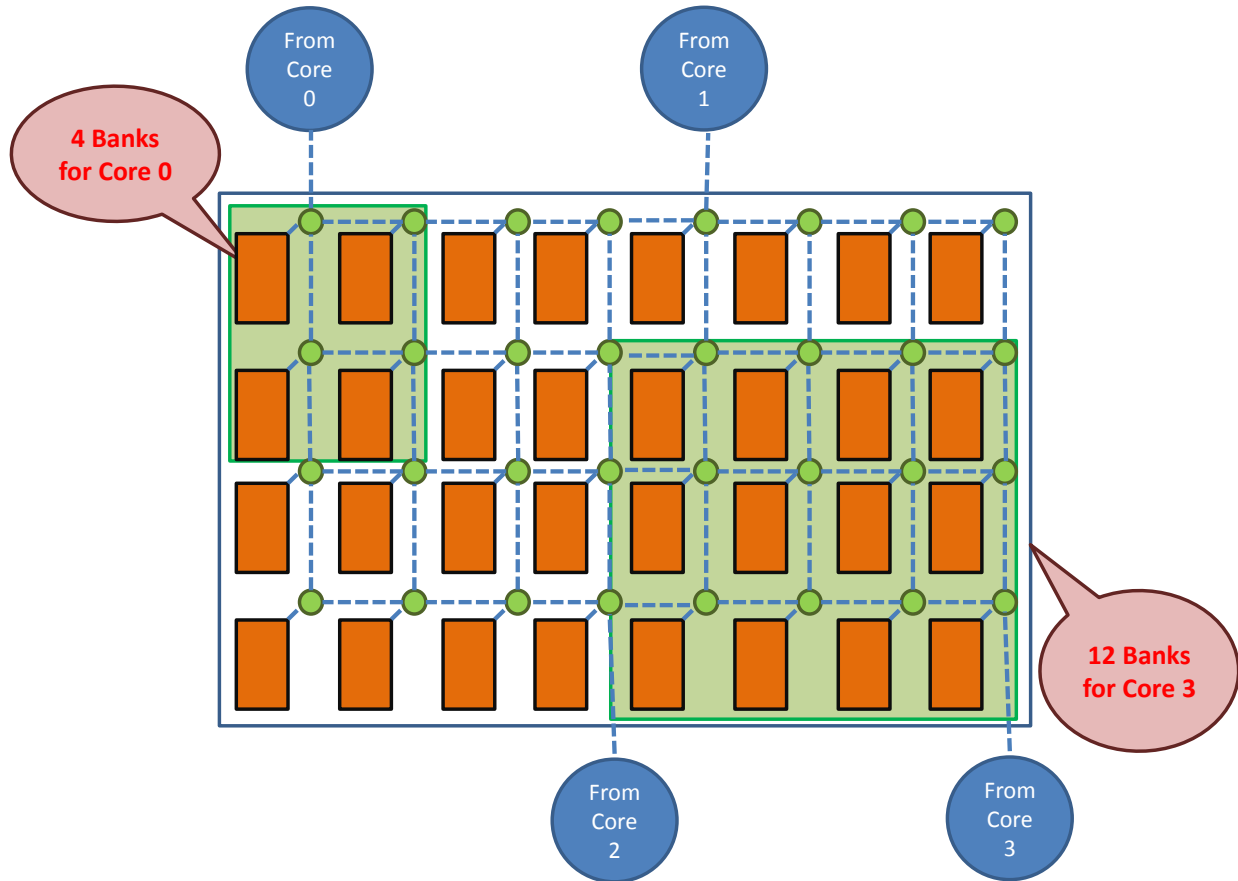 From
Core
0
From
Core
1
4 Banks
for Core 0
12 Banks
for Core 3
From
Core
2
From
Core
3